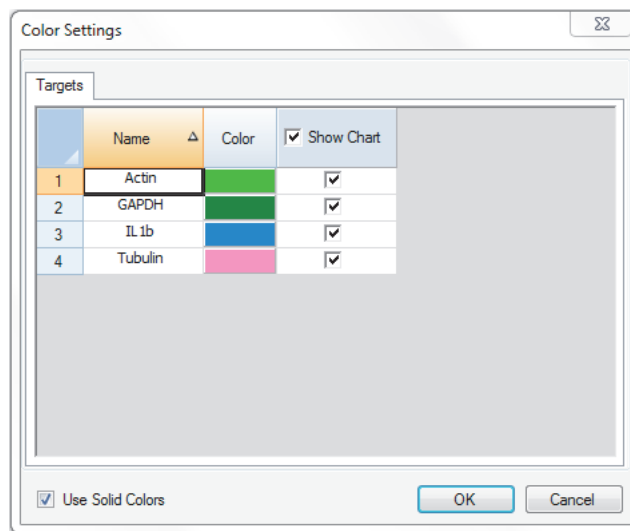 Color Settings
Targets
Name Color Show Chart
1 Actin
2 GAPDH
3 IL1b
4 Tubulin
Use Solid Colors OK Cancel